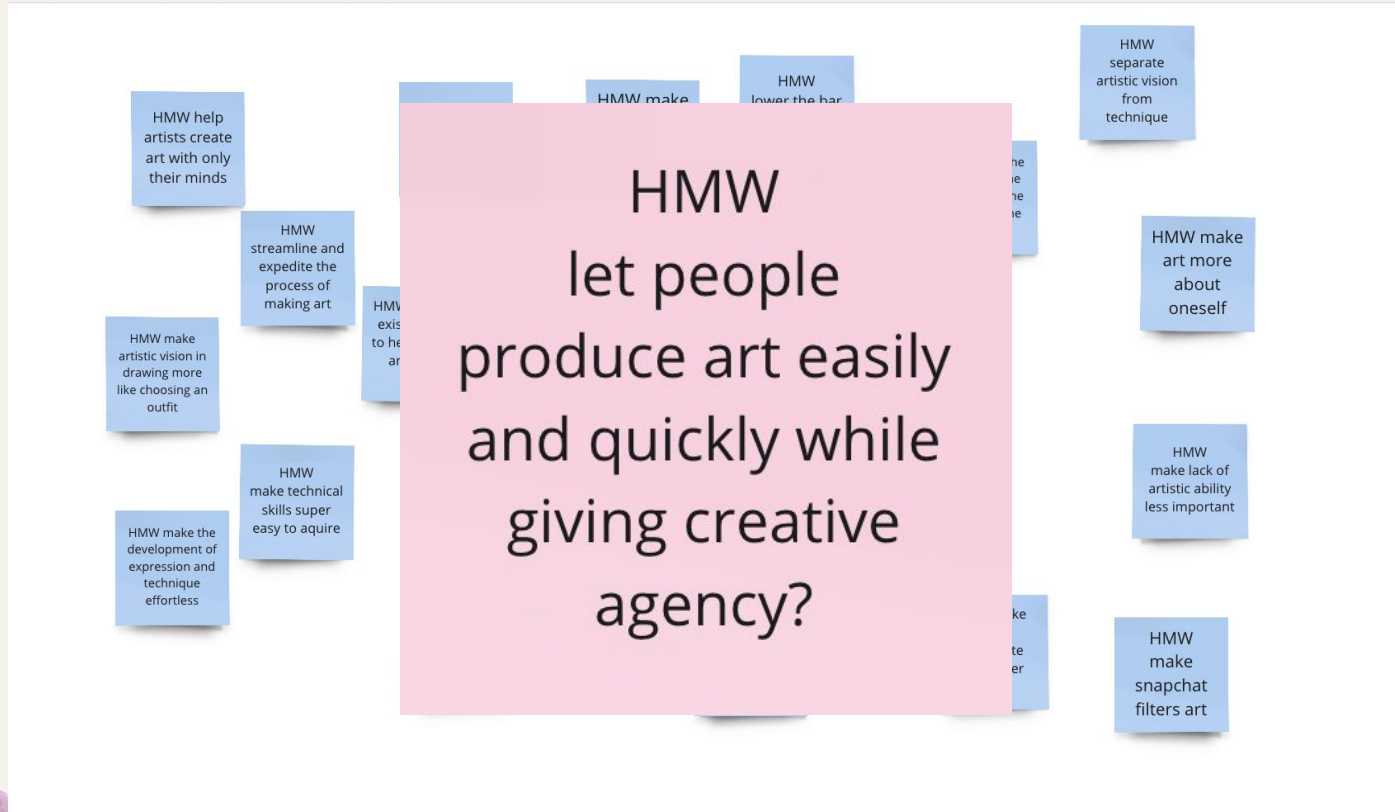 HMW help
artists create
art with only
their minds
HMW
streamline and
expedite the
process of
making art
HMW make
artistic vision in
drawing more
like choosing an
outfit
HMW
make technical
skills super
easy to aquire
HMW make the
development of
expression and
technique
effortless
to he
HMW make
HMW
lower the bar
HMW
let people
produce art easily
and quickly while
giving creative
agency?
HMW
separate
artistic vision
from
technique
HMW make
art more
about
oneself
HMW
make lack of
artistic ability
less important
HMW
make
snapchat
filters art